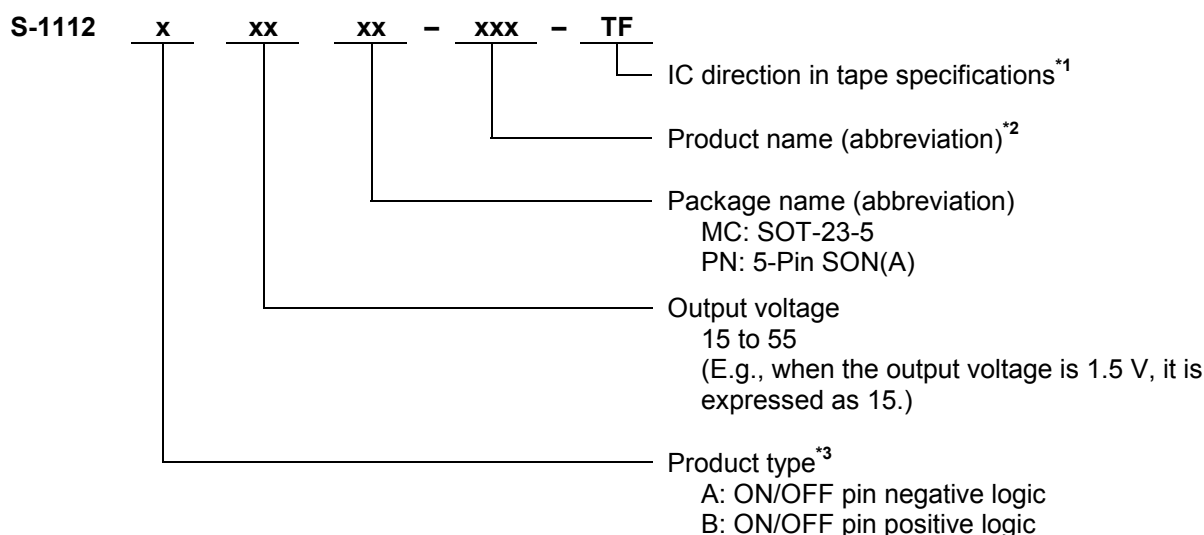 S-1112 x xx xx – xxx – TF
IC direction in tape specifications*1
Product name (abbreviation)*2
Package name (abbreviation)
MC: SOT-23-5
PN: 5-Pin SON(A)
Output voltage
15 to 55
(E.g., when the output voltage is 1.5 V, it is
expressed as 15.)
Product type*3
A: ON/OFF pin negative logic
B: ON/OFF pin positive logic